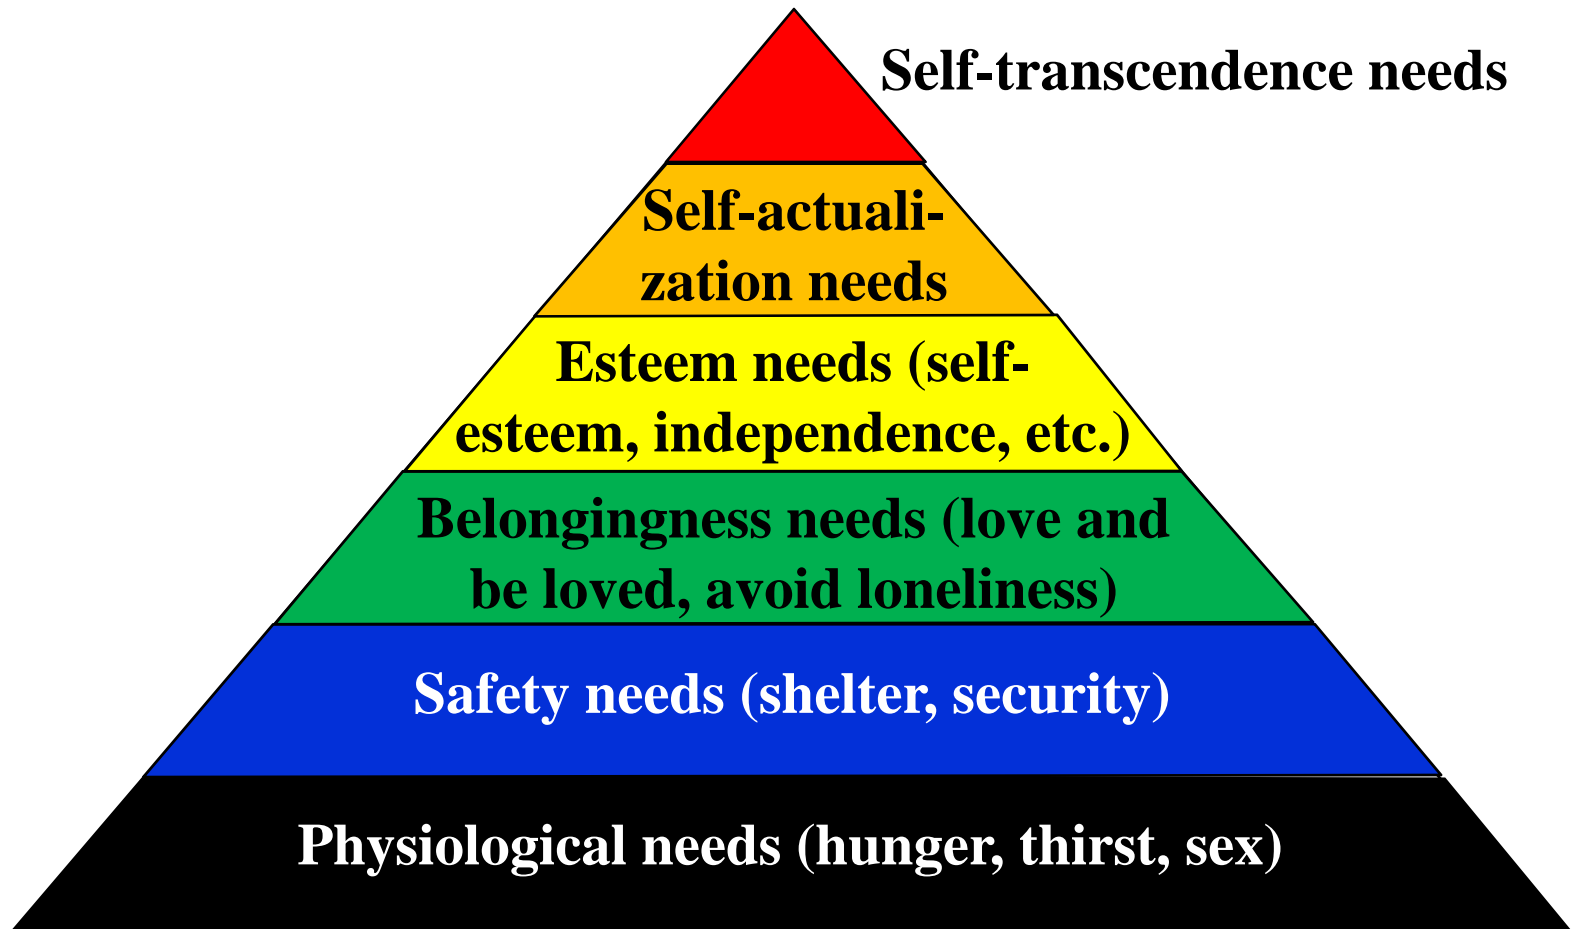 Self-transcendence needs
Self-actuali-
zation needs
Esteem needs (self-
esteem, independence, etc.)
Belongingness needs (love and
be loved, avoid loneliness)
Safety needs (shelter, security)
Physiological needs (hunger, thirst, sex)